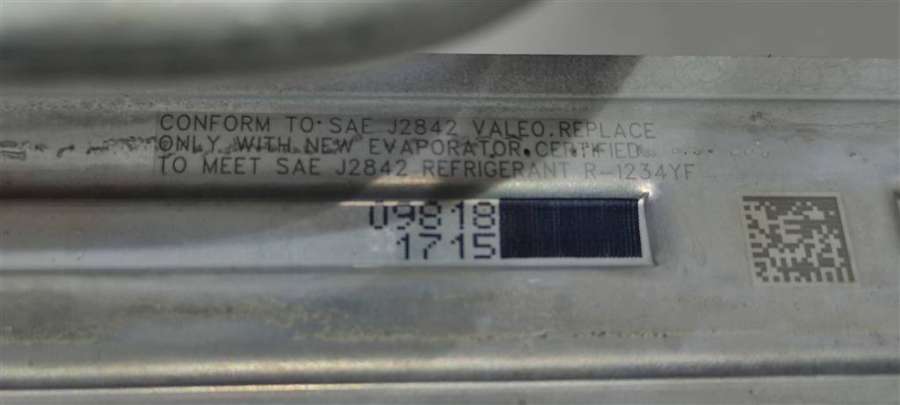 CONFORM TO SAE J2842 VALEO.REPLACE
ONLY WITH NEW EVAPORATOR.CERTIFIED
TO MEET SAE J2842 REFRIGERANT R-1234YF
09818
1715